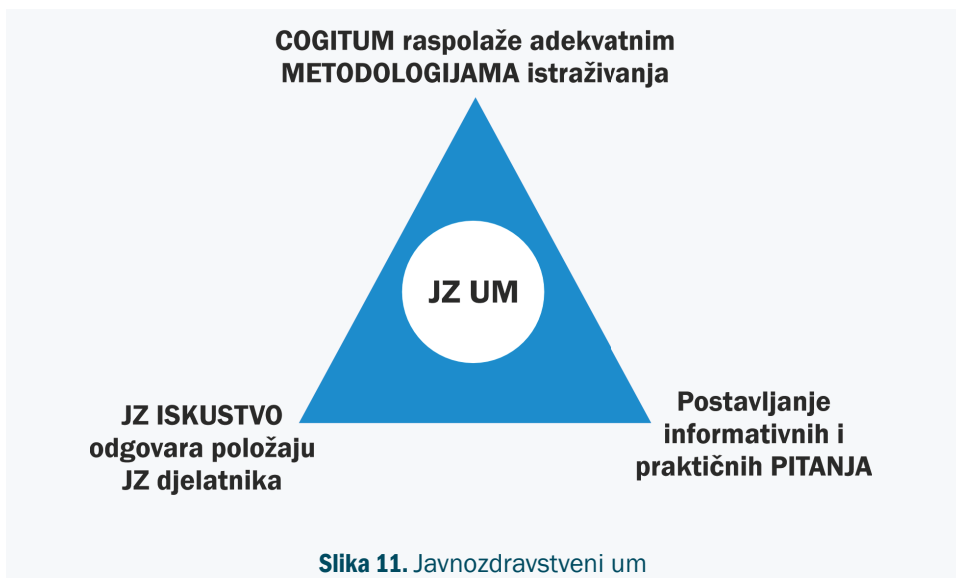 COGITUM raspolaže adekvatnim
METODOLOGIJAMA istraživanja
JZ UM
JZ ISKUSTVO
odgovara položaju
JZ djelatnika
Postavljanje
informativnih i
praktičnih PITANJA
Slika 11. Javnozdravstveni um